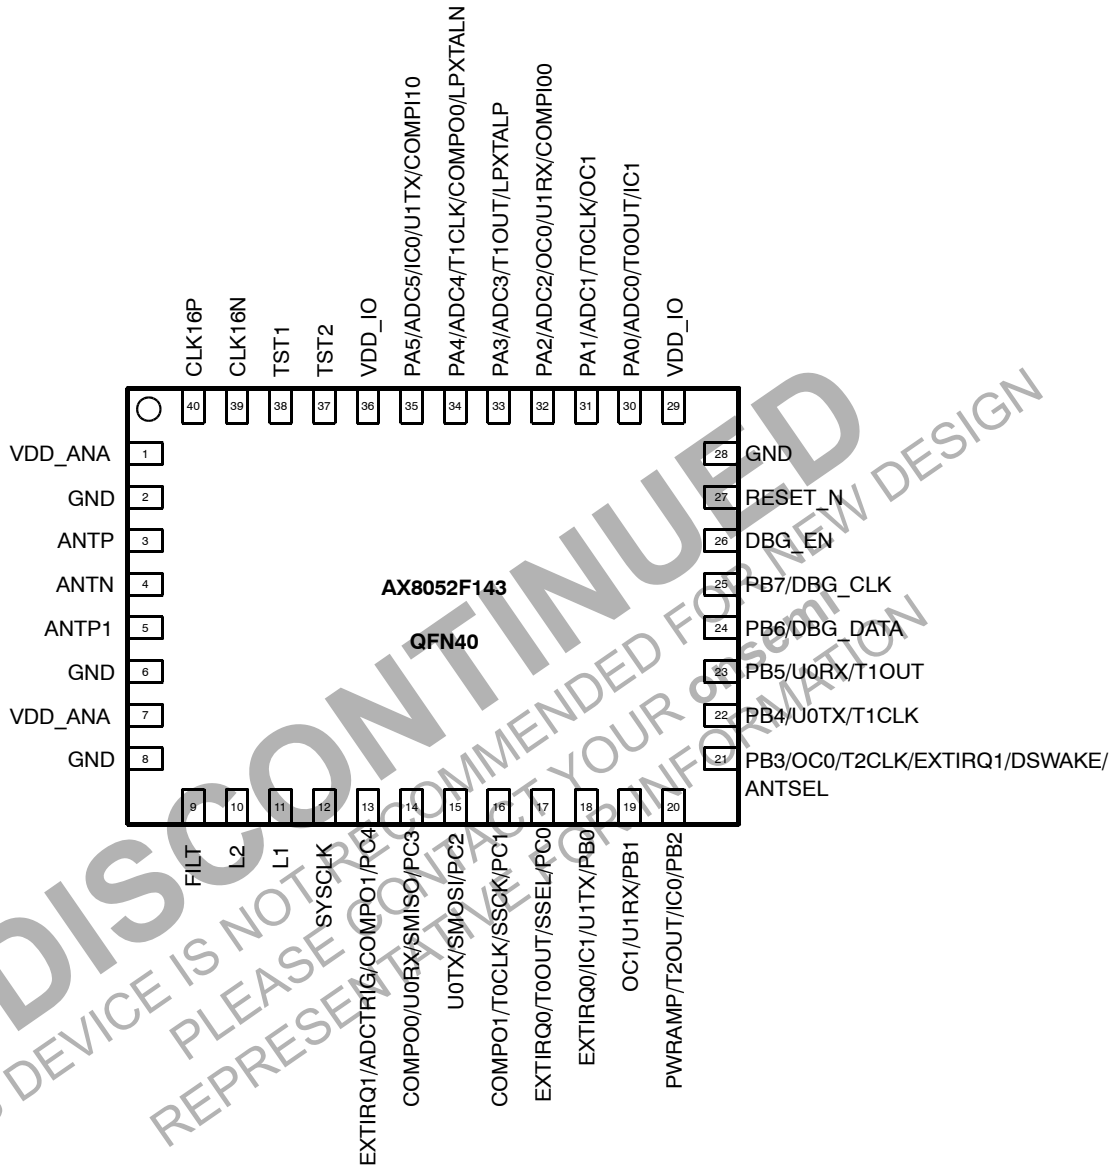 PA5/ADC5/IC0/U1TX/COMPI10
PA4/ADC4/T1CLK/COMPO0/LPXTALN
PA3/ADC3/T1OUT/LPXTALP
PA2/ADC2/OC0/U1RX/COMPI00
PA1/ADC1/T0CLK/OC1
PA0/ADC0/T0OUT/IC1
CLK16P
CLK16N
TST1
TST2
VDD_IO
VDD_IO
40
39
38
37
36
35
34
33
32
31
30
29
VDD_ANA
1
GND
2
ANTP
3
ANTN
4
ANTP1
5
GND
6
VDD_ANA
7
GND
8
AX8052F143
QFN40
28
GND
27
RESET_N
26
DBG_EN
25
PB7/DBG_CLK
24
PB6/DBG_DATA
23
PB5/U0RX/T1OUT
22
PB4/U0TX/T1CLK
21
PB3/OC0/T2CLK/EXTIRQ1/DSWAKE/
ANTSEL
9
10
11
12
13
14
15
16
17
18
19
20
FILT
L2
L1
SYSCLK
EXTIRQ1/ADCTRIG/COMPO1/PC4
COMPO0/U0RX/SMISO/PC3
U0TX/SMOSI/PC2
COMPO1/T0CLK/SSCK/PC1
EXTIRQ0/T0OUT/SSEL/PC0
EXTIRQ0/IC1/U1TX/PB0
OC1/U1RX/PB1
PWRAMP/T2OUT/IC0/PB2
DISCONTINUED
DEVICE IS NOT RECOMMENDED FOR NEW DESIGN
PLEASE CONTACT YOUR onsemi
REPRESENTATIVE FOR INFORMATION